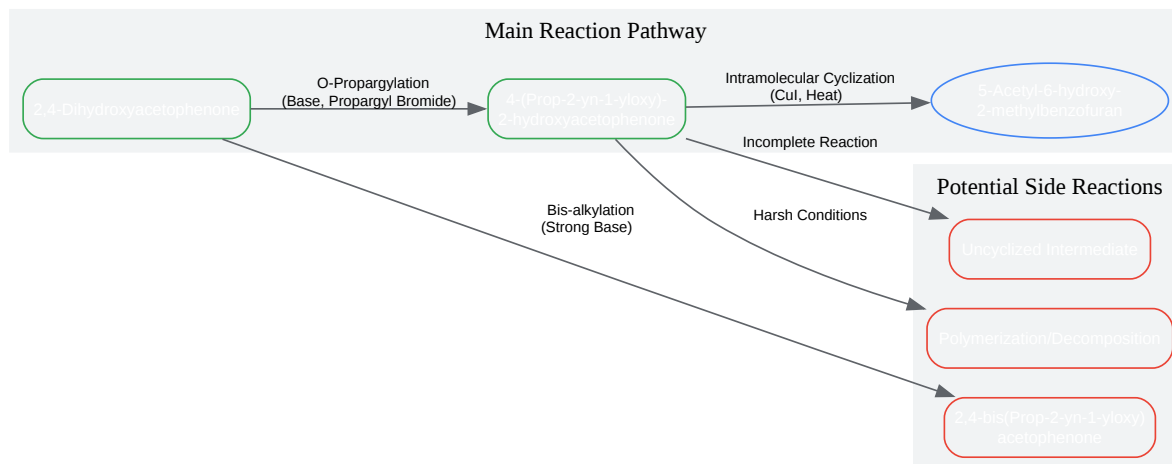 Main Reaction Pathway
2,4-Dihydroxyacetophenone
O-Propargylation
(Base, Propargyl Bromide)
4-(Prop-2-yn-1-yloxy)-
2-hydroxyacetophenone
Intramolecular Cyclization
(CuI, Heat)
5-Acetyl-6-hydroxy-
2-methylbenzofuran
Incomplete Reaction
Bis-alkylation
(Strong Base)
Harsh Conditions
Potential Side Reactions
Uncyclized Intermediate
Polymerization/Decomposition
2,4-bis(Prop-2-yn-1-yloxy)
acetophenone